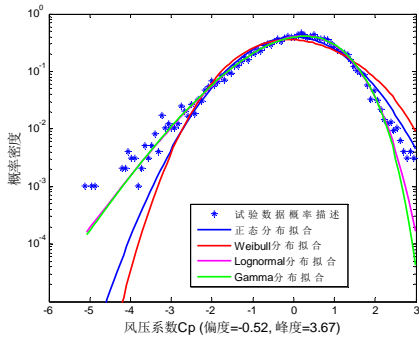 10^0
10^-1
10^-2
10^-3
10^-4
概率密度
试验数据概率描述
正态分布拟合
Weibull分布拟合
Lognormal分布拟合
Gamma分布拟合
-6 -5 -4 -3 -2 -1 0 1 2 3
风压系数Cp (偏度=-0.52, 峰度=3.67)